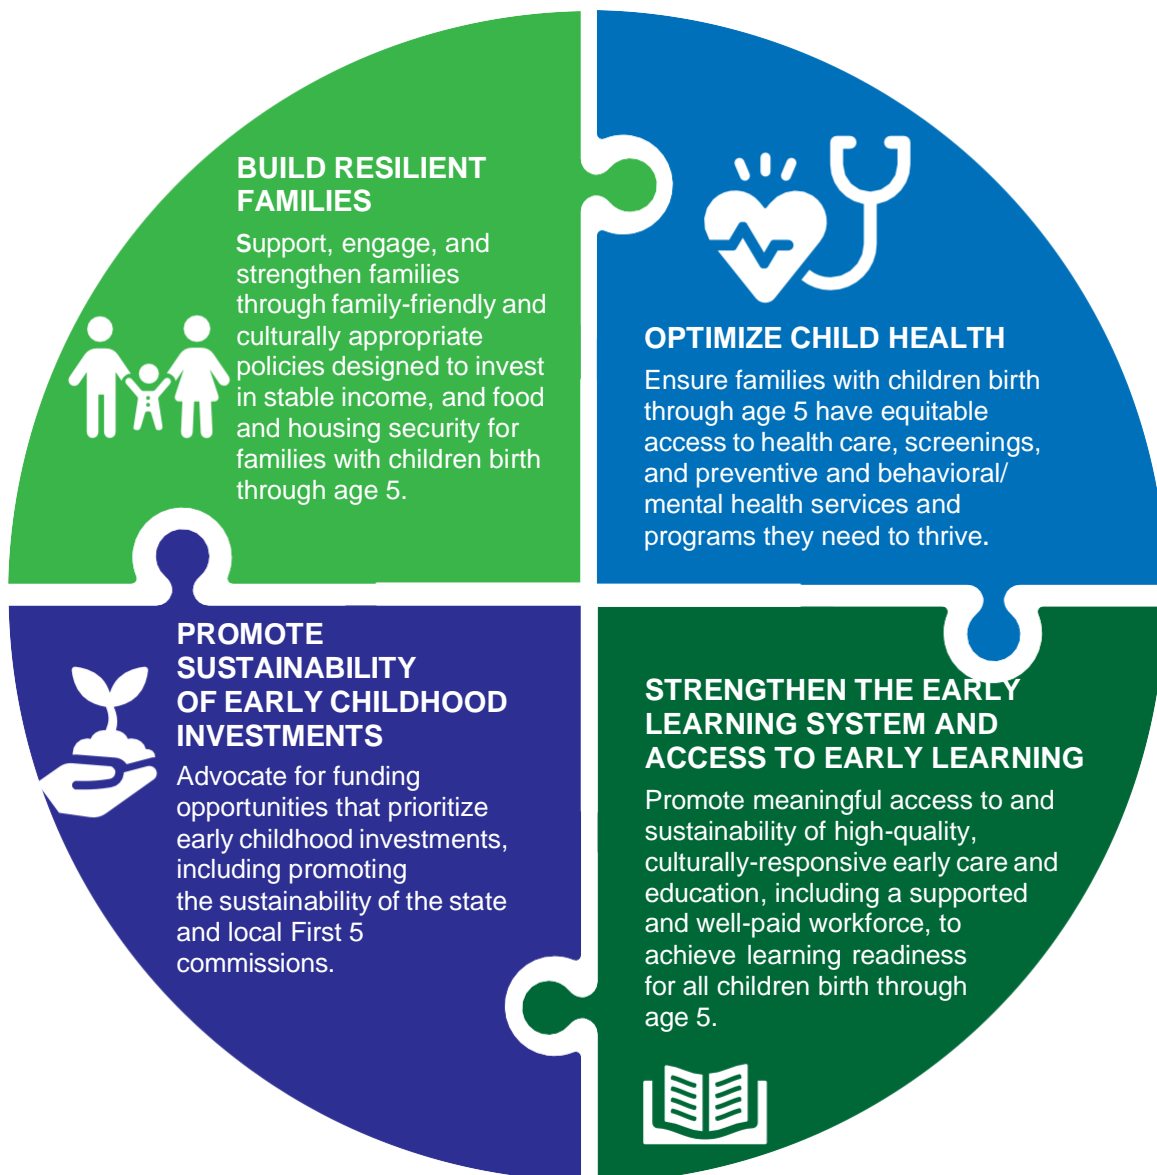 BUILD RESILIENT
FAMILIES
Support, engage, and
strengthen families
through family-friendly and
culturally appropriate
policies designed to invest
in stable income, and food
and housing security for
families with children birth
through age 5.
OPTIMIZE CHILD HEALTH
Ensure families with children birth
through age 5 have equitable
access to health care, screenings,
and preventive and behavioral/
mental health services and
programs they need to thrive.
PROMOTE
SUSTAINABILITY
OF EARLY CHILDHOOD
INVESTMENTS
Advocate for funding
opportunities that prioritize
early childhood investments,
including promoting
the sustainability of the state
and local First 5
commissions.
STRENGTHEN THE EARLY
LEARNING SYSTEM AND
ACCESS TO EARLY LEARNING
Promote meaningful access to and
sustainability of high-quality,
culturally-responsive early care and
education, including a supported
and well-paid workforce, to
achieve learning readiness
for all children birth through
age 5.